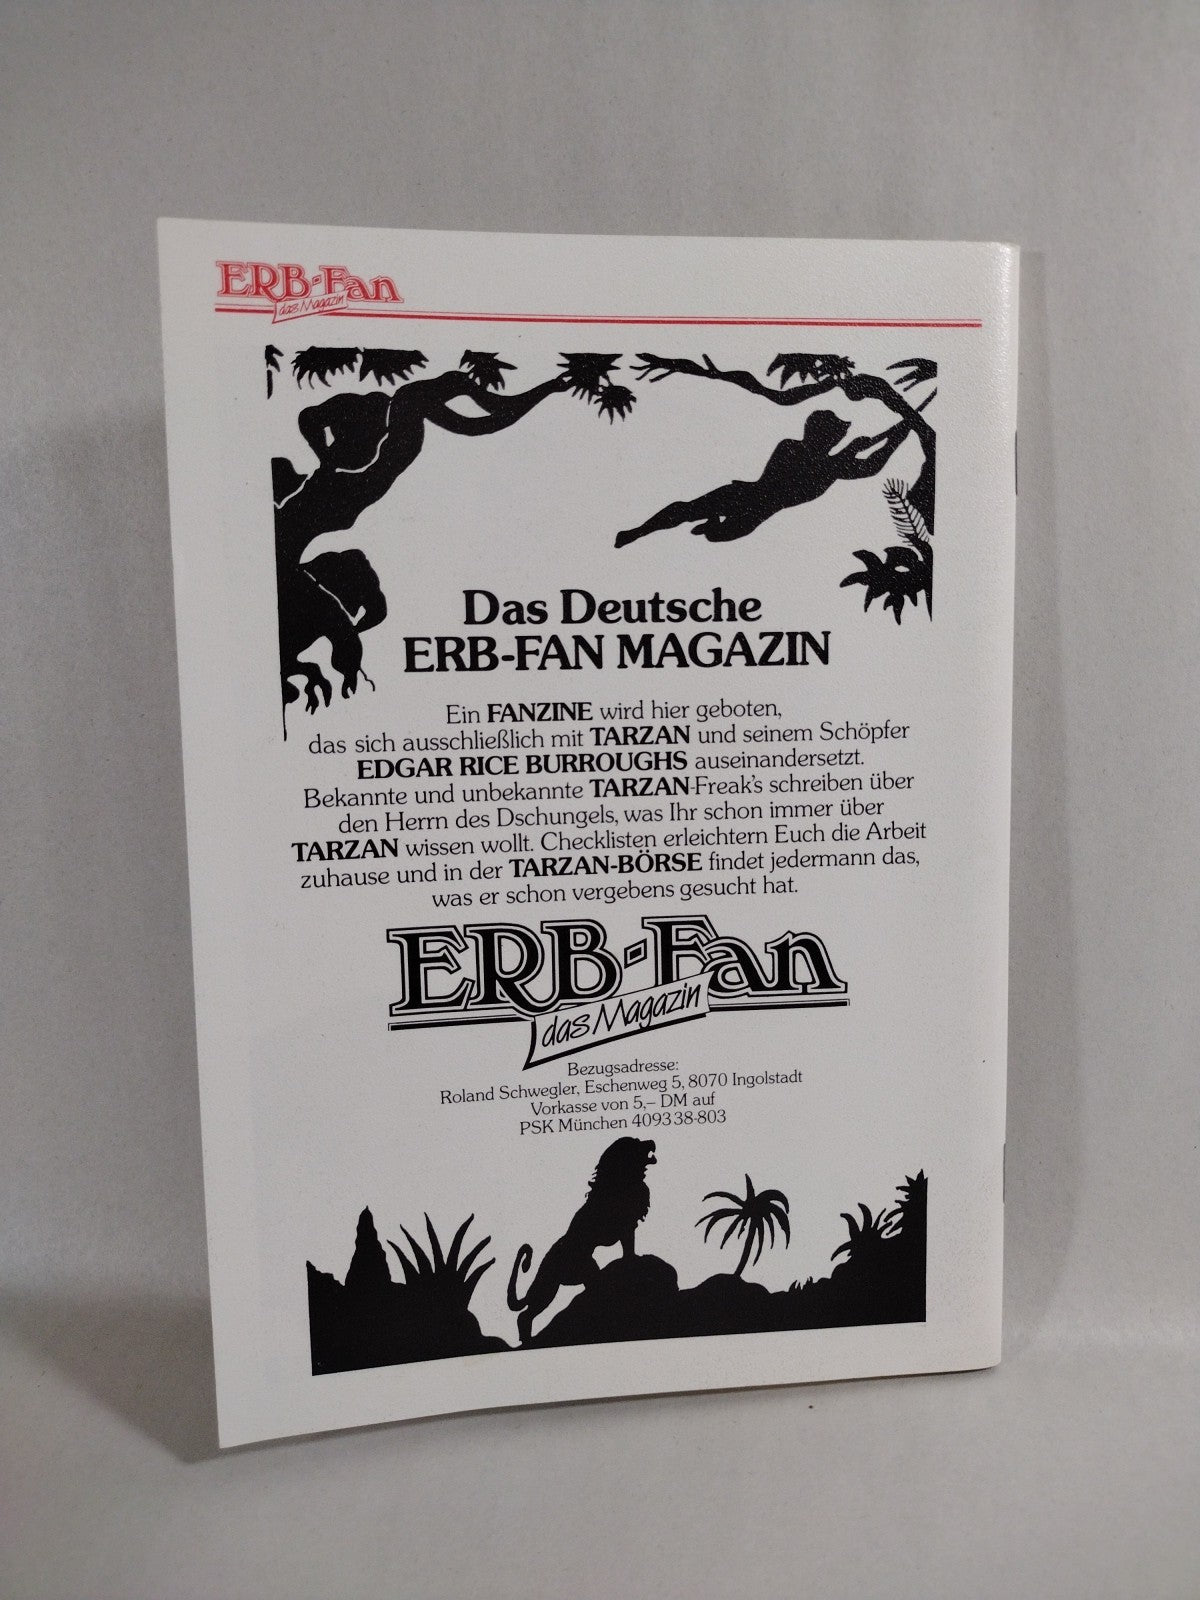 ERB-Fan
das Magazin
Das Deutsche
ERB-FAN MAGAZIN
Ein FANZINE wird hier geboten,
das sich ausschließlich mit TARZAN und seinem Schöpfer
EDGAR RICE BURROUGHS auseinandersetzt.
Bekannte und unbekannte TARZAN-Freak's schreiben über
den Herrn des Dschungels, was Ihr schon immer über
TARZAN wissen wollt. Checklisten erleichtern Euch die Arbeit
zuhause und in der TARZAN-BÖRSE findet jedermann das,
was er schon vergebens gesucht hat.
ERB-Fan
das Magazin
Bezugsadresse:
Roland Schwegler, Eschenweg 5, 8070 Ingolstadt
Vorkasse von 5,– DM auf
PSK München 4093 38-803